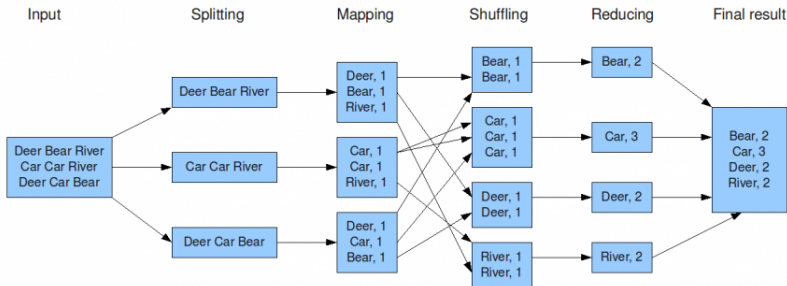 Input
Splitting
Mapping
Shuffling
Reducing
Final result
Deer Bear River
Car Car River
Deer Car Bear
Deer Bear River
Car Car River
Deer Car Bear
Deer, 1
Bear, 1
River, 1
Car, 1
Car, 1
River, 1
Deer, 1
Car, 1
Bear, 1
Bear, 1
Bear, 1
Car, 1
Car, 1
Car, 1
Deer, 1
Deer, 1
River, 1
River, 1
Bear, 2
Car, 3
Deer, 2
River, 2
Bear, 2
Car, 3
Deer, 2
River, 2